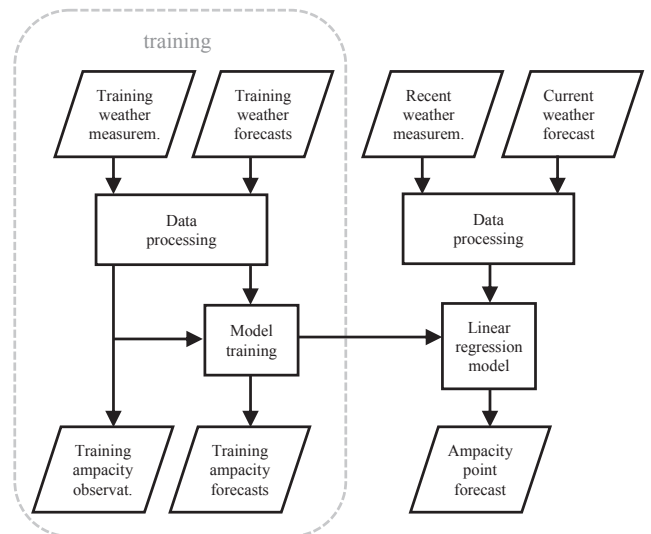 training
Training
weather
measurem.
Training
weather
forecasts
Recent
weather
measurem.
Current
weather
forecast
Data
processing
Data
processing
Model
training
Linear
regression
model
Training
ampacity
observat.
Training
ampacity
forecasts
Ampacity
point
forecast